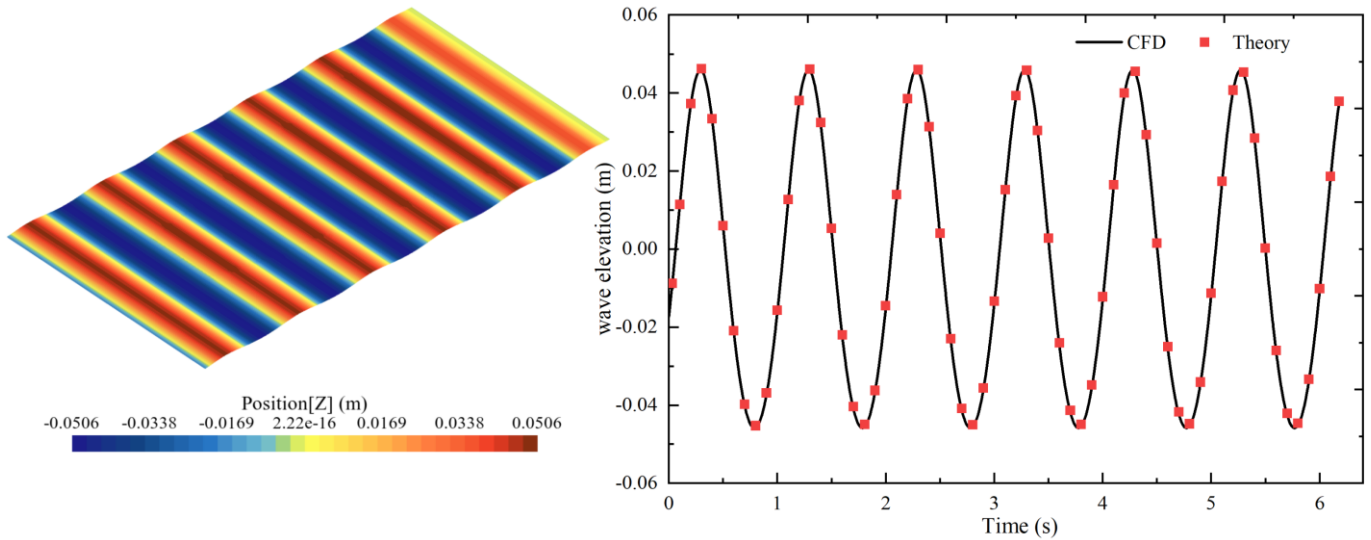 Position[Z] (m)
-0.0506 -0.0338 -0.0169 2.22e-16 0.0169 0.0338 0.0506
0.06
0.04
0.02
0.00
-0.02
-0.04
-0.06
wave elevation (m)
CFD Theory
0 1 2 3 4 5 6
Time (s)